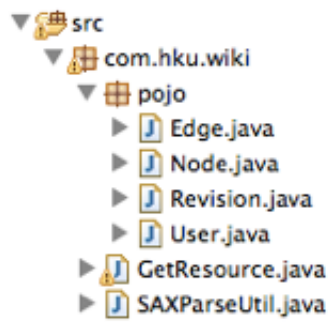 src
com.hku.wiki
pojo
Edge.java
Node.java
Revision.java
User.java
GetResource.java
SAXParseUtil.java